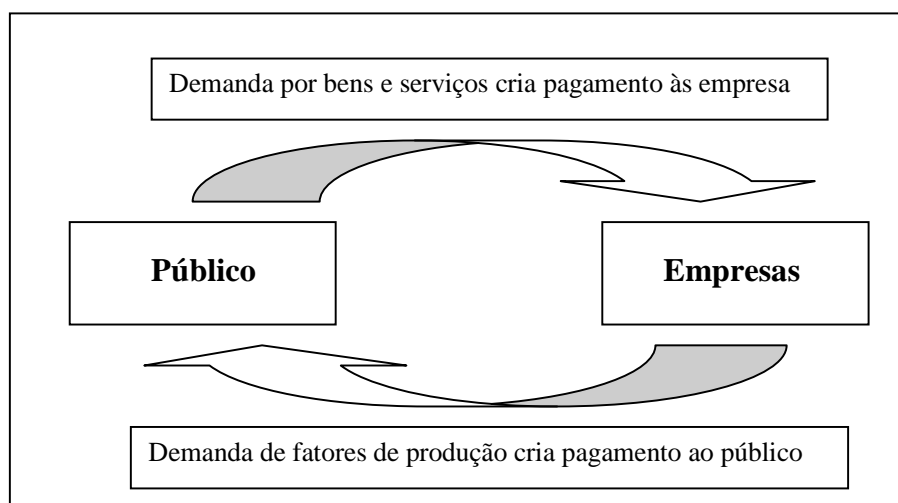 Demanda por bens e serviços cria pagamento às empresa
Público
Empresas
Demanda de fatores de produção cria pagamento ao público